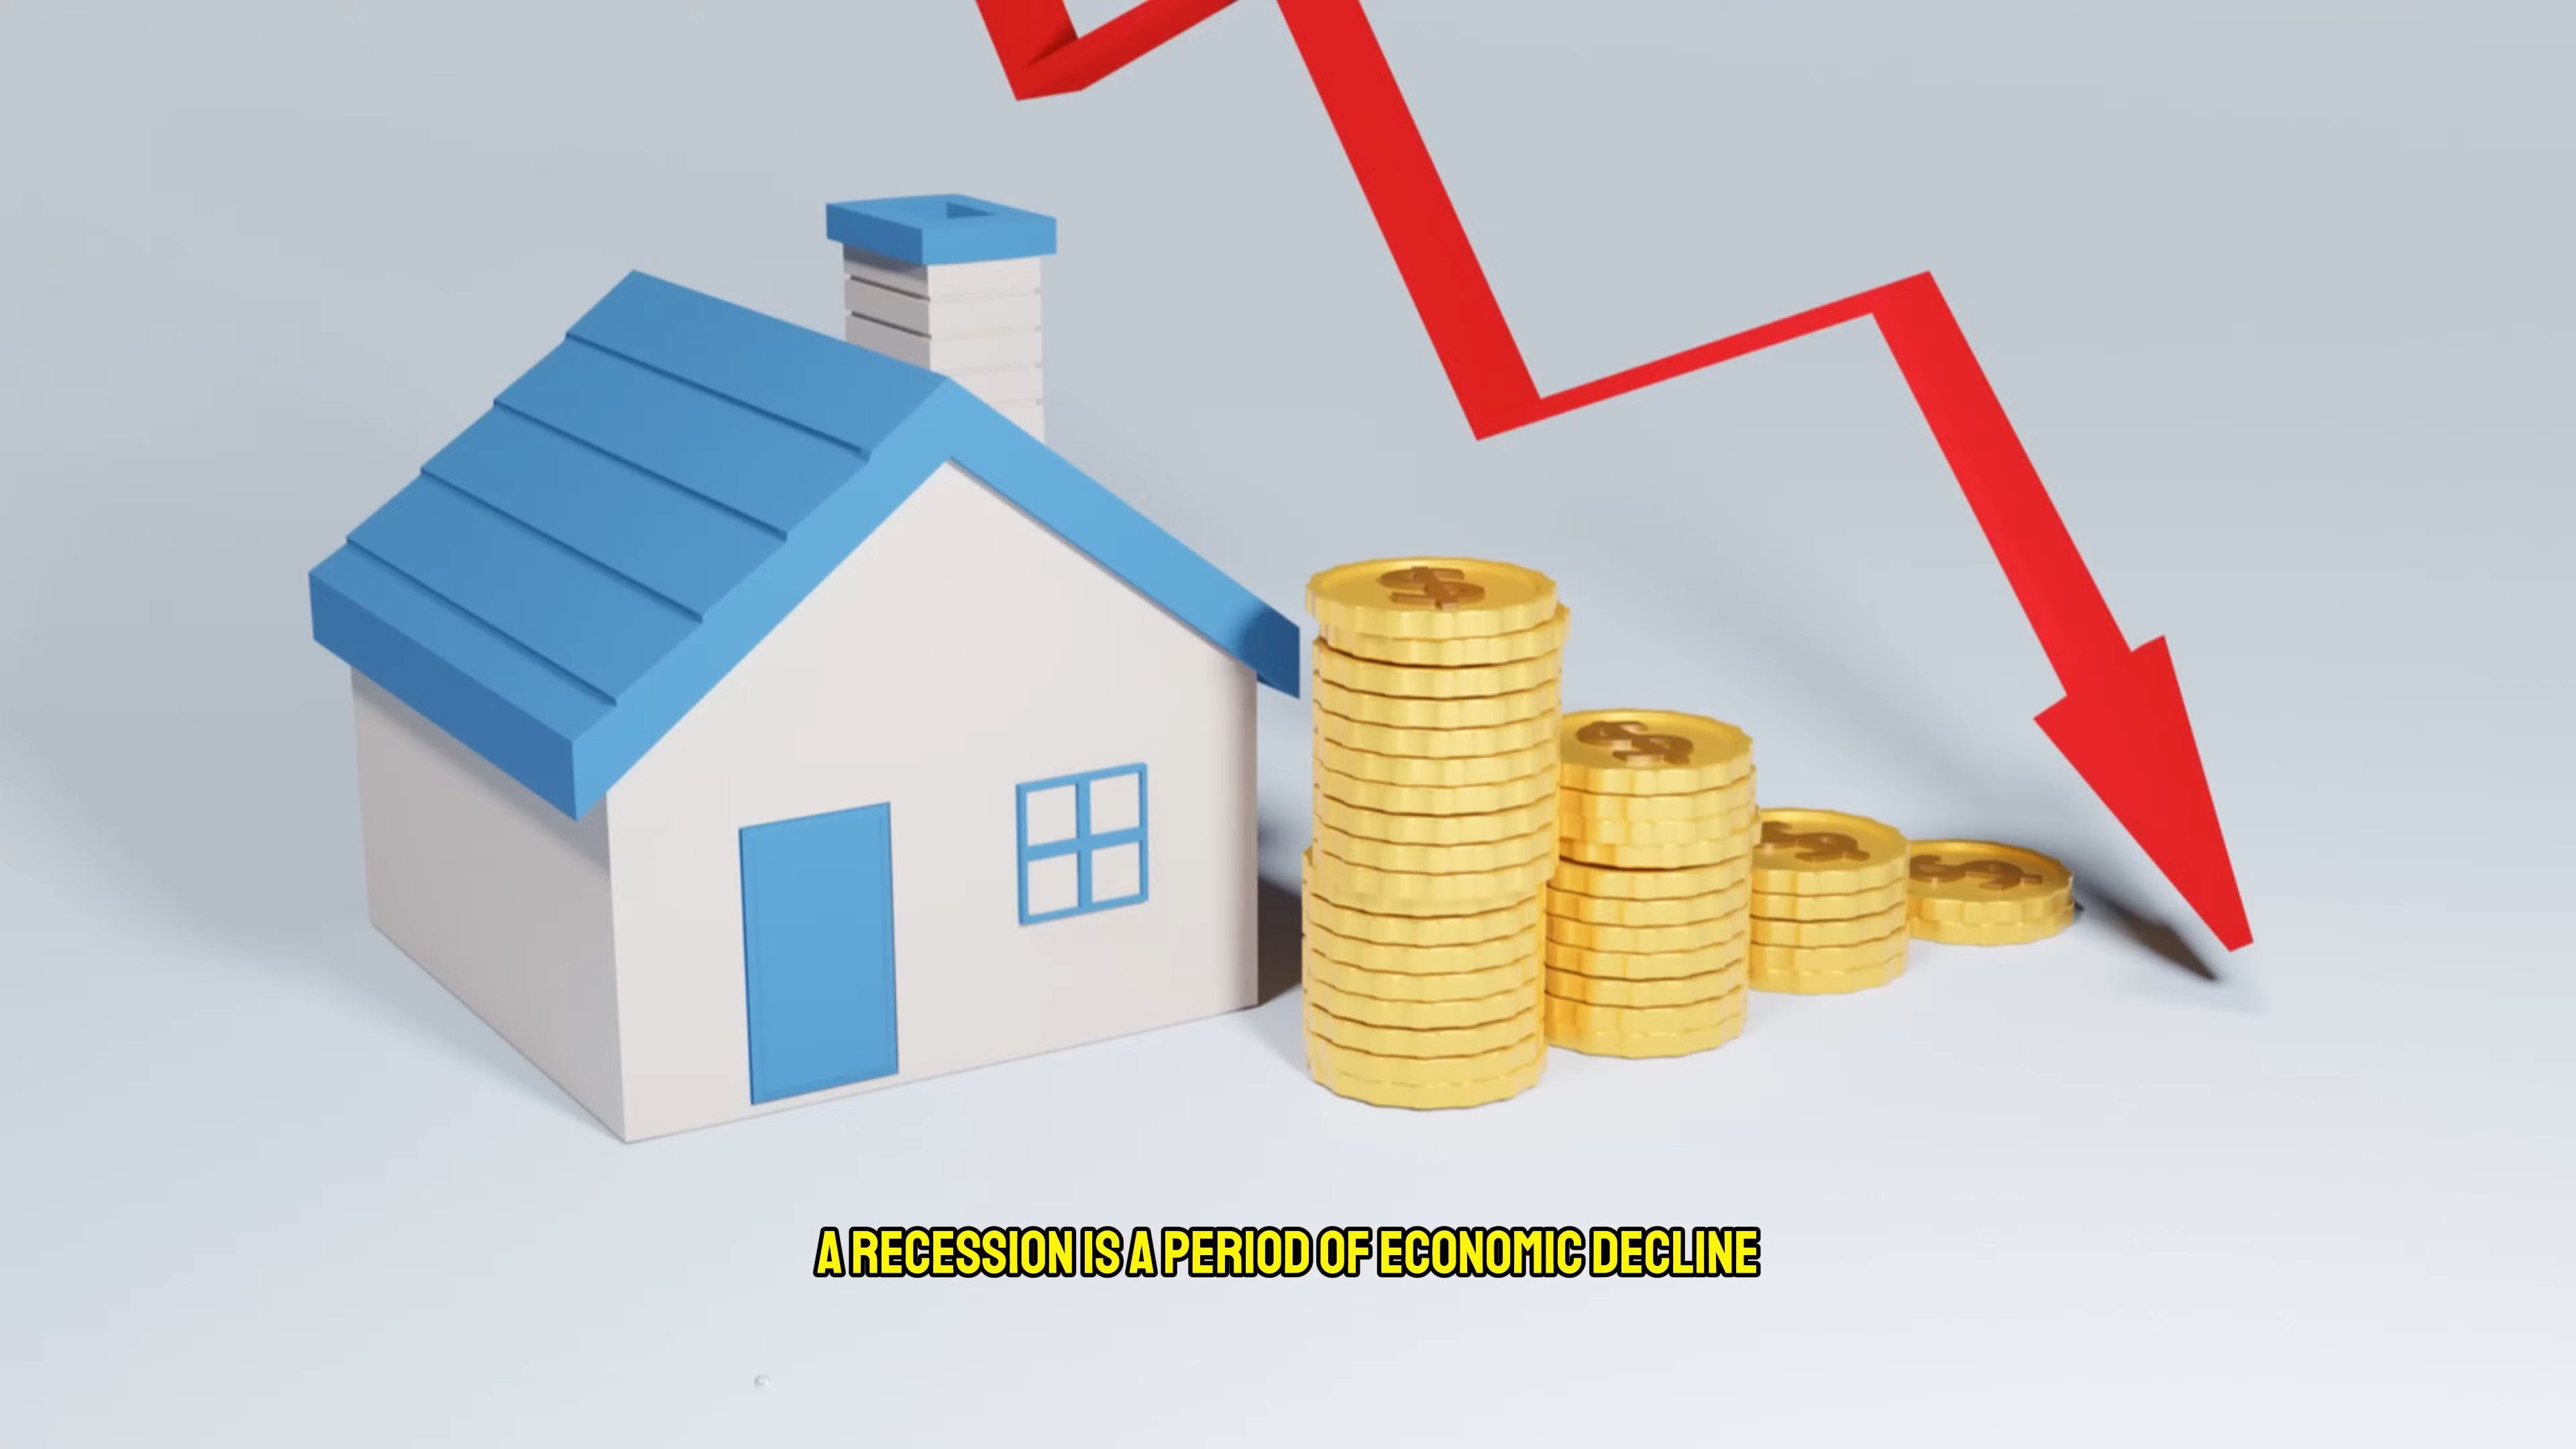 $
$
$
$
A RECESSION IS A PERIOD OF ECONOMIC DECLINE